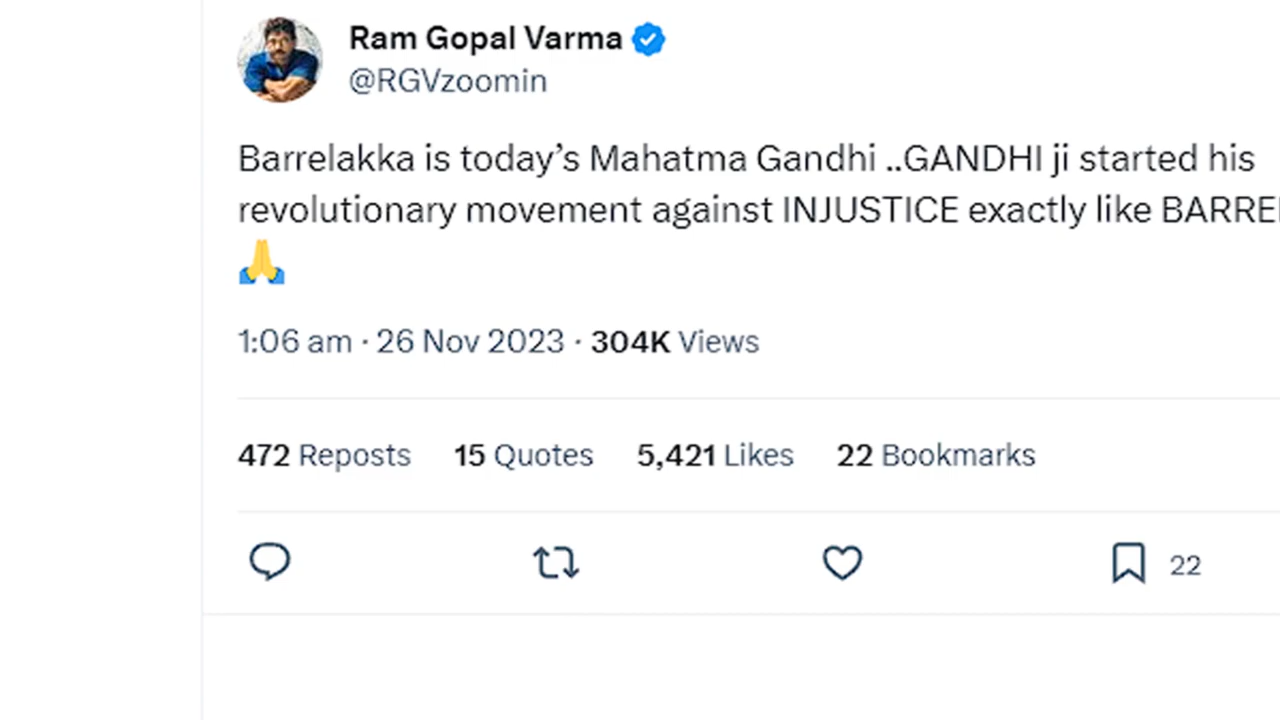 Ram Gopal Varma
@RGVzoomin
Barrelakka is today’s Mahatma Gandhi ..GANDHI ji started his
revolutionary movement against INJUSTICE exactly like
🙏
1:06 am · 26 Nov 2023 · 304K Views
472 Reposts 15 Quotes 5,421 Likes 22 Bookmarks
22